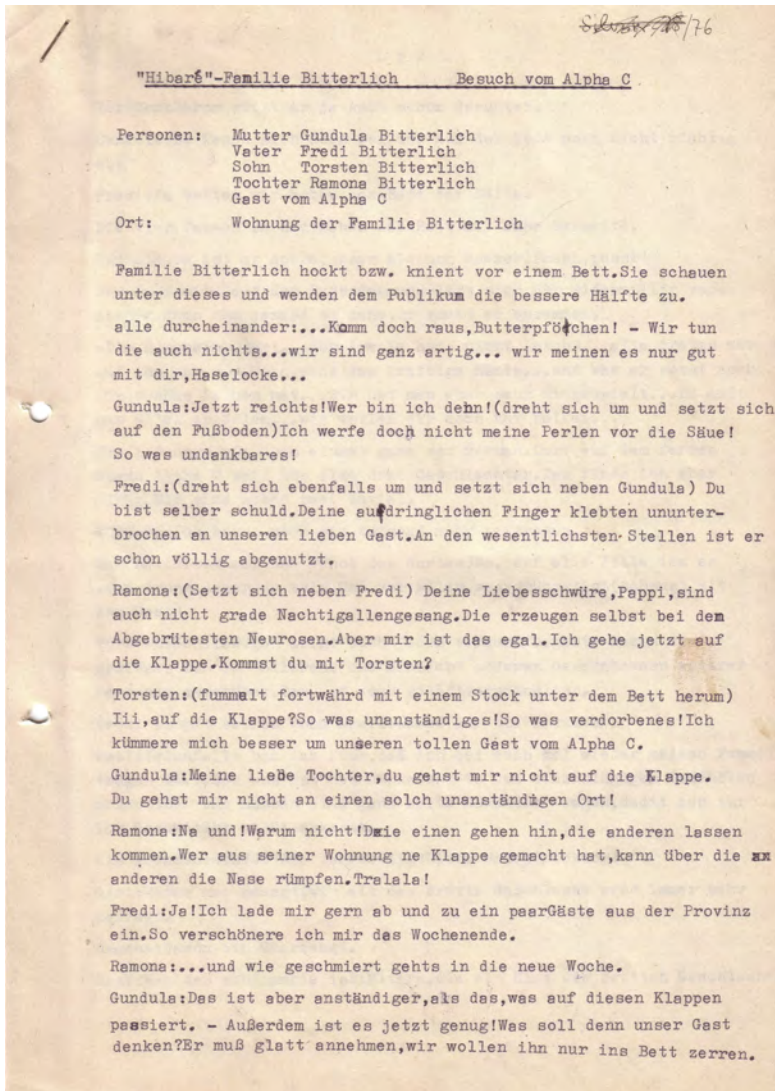 /76
"Hibaré"-Familie Bitterlich Besuch vom Alpha C
Personen: Mutter Gundula Bitterlich
Vater Fredi Bitterlich
Sohn Torsten Bitterlich
Tochter Ramona Bitterlich
Gast vom Alpha C
Ort: Wohnung der Familie Bitterlich
Familie Bitterlich hockt bzw. knient vor einem Bett.Sie schauen
unter dieses und wenden dem Publikum die bessere Hälfte zu.
alle durcheinander:...Komm doch raus,Butterpfötchen! - Wir tun
die auch nichts...wir sind ganz artig... wir meinen es nur gut
mit dir,Haselocke...
Gundula:Jetzt reichts!Wer bin ich dehn!(dreht sich um und setzt sich
auf den Fußboden)Ich werfe doch nicht meine Perlen vor die Säue!
So was undankbares!
Fredi:(dreht sich ebenfalls um und setzt sich neben Gundula) Du
bist selber schuld.Deine aufdringlichen Finger klebten ununter-
brochen an unseren lieben Gast.An den wesentlichsten Stellen ist er
schon völlig abgenutzt.
Ramona:(Setzt sich neben Fredi) Deine Liebesschwüre,Pappi,sind
auch nicht grade Nachtigallengesang.Die erzeugen selbst bei dem
Abgebrütesten Neurosen.Aber mir ist das egal.Ich gehe jetzt auf
die Klappe.Kommst du mit Torsten?
Torsten:(fummelt fortwährd mit einem Stock unter dem Bett herum)
Iii,auf die Klappe?So was unanständiges!So was verdorbenes!Ich
kümmere mich besser um unseren tollen Gast vom Alpha C.
Gundula:Meine liebe Tochter,du gehst mir nicht auf die Klappe.
Du gehst mir nicht an einen solch unanständigen Ort!
Ramona:Na und!Warum nicht!Die einen gehen hin,die anderen lassen
kommen.Wer aus seiner Wohnung ne Klappe gemacht hat,kann über die
anderen die Nase rümpfen.Tralala!
Fredi:Ja!Ich lade mir gern ab und zu ein paarGäste aus der Provinz
ein.So verschönere ich mir das Wochenende.
Ramona:...und wie geschmiert gehts in die neue Woche.
Gundula:Das ist aber anständiger,als das,was auf diesen Klappen
passiert. - Außerdem ist es jetzt genug!Was soll denn unser Gast
denken?Er muß glatt annehmen,wir wollen ihn nur ins Bett zerren.